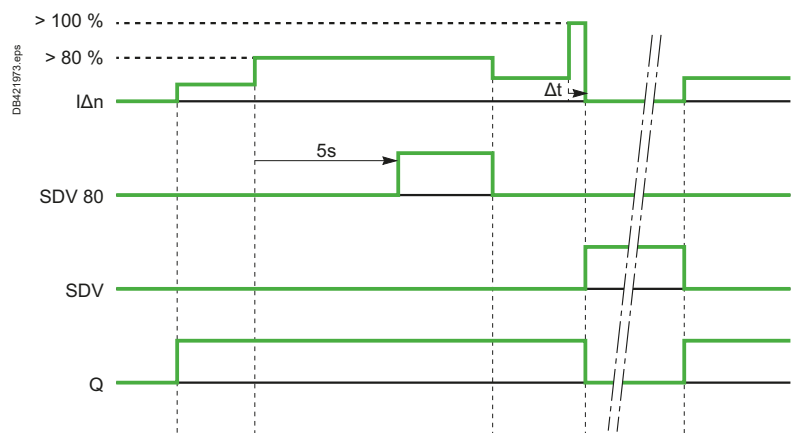 > 100 %
> 80 %
DB421973.eps
IΔn
Δt
5s
SDV 80
SDV
Q